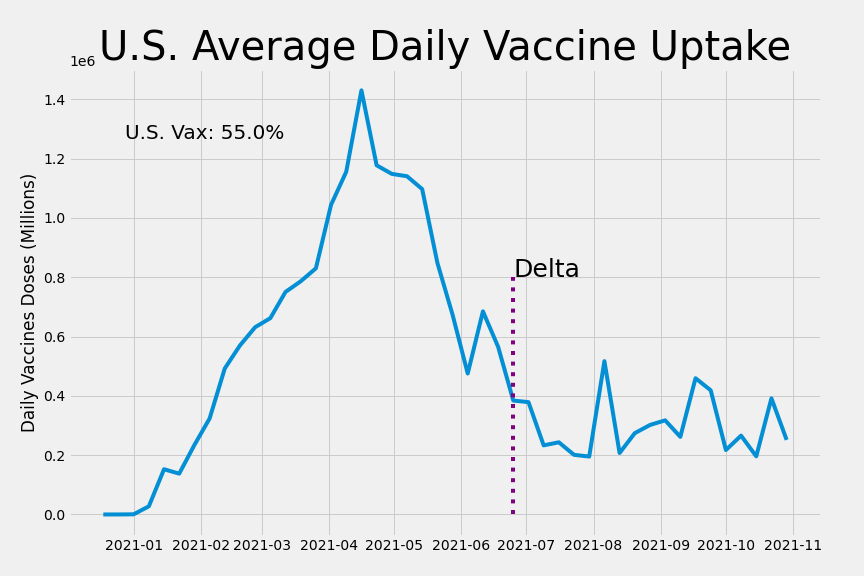 U.S. Average Daily Vaccine Uptake
1e6
1.4
U.S. Vax: 55.0%
1.2
1.0
0.8
Delta
0.6
0.4
0.2
0.0
Daily Vaccines Doses (Millions)
2021-01 2021-02 2021-03 2021-04 2021-05 2021-06 2021-07 2021-08 2021-09 2021-10 2021-11